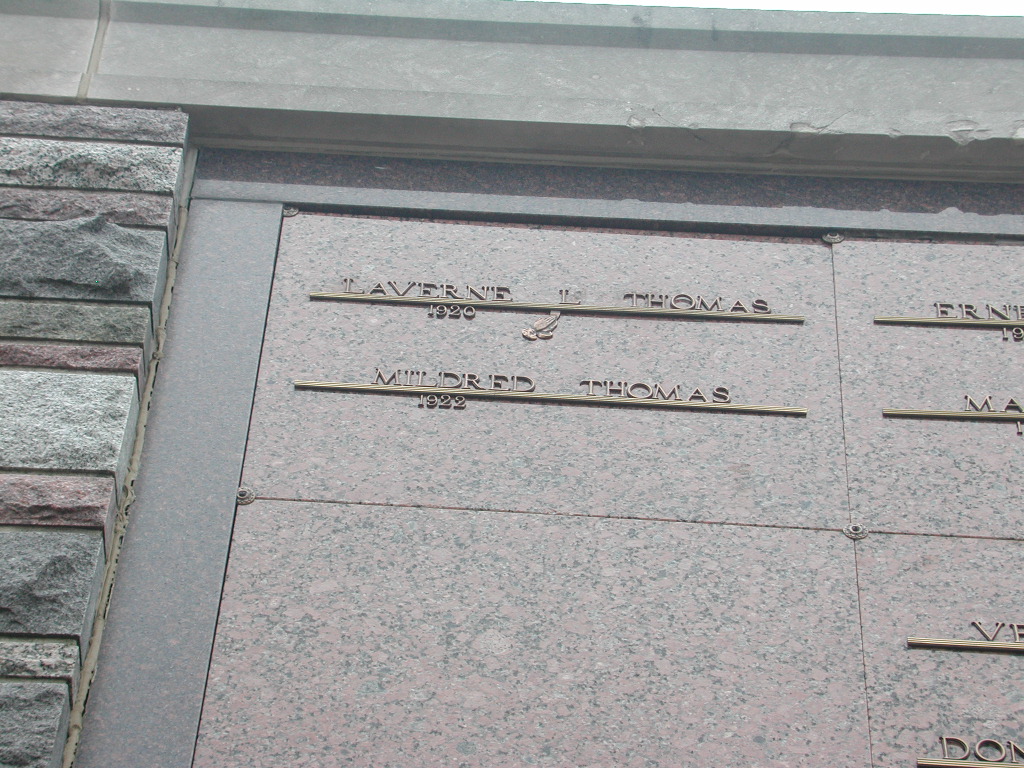 LAVERNE L THOMAS
1920
MILDRED THOMAS
1922